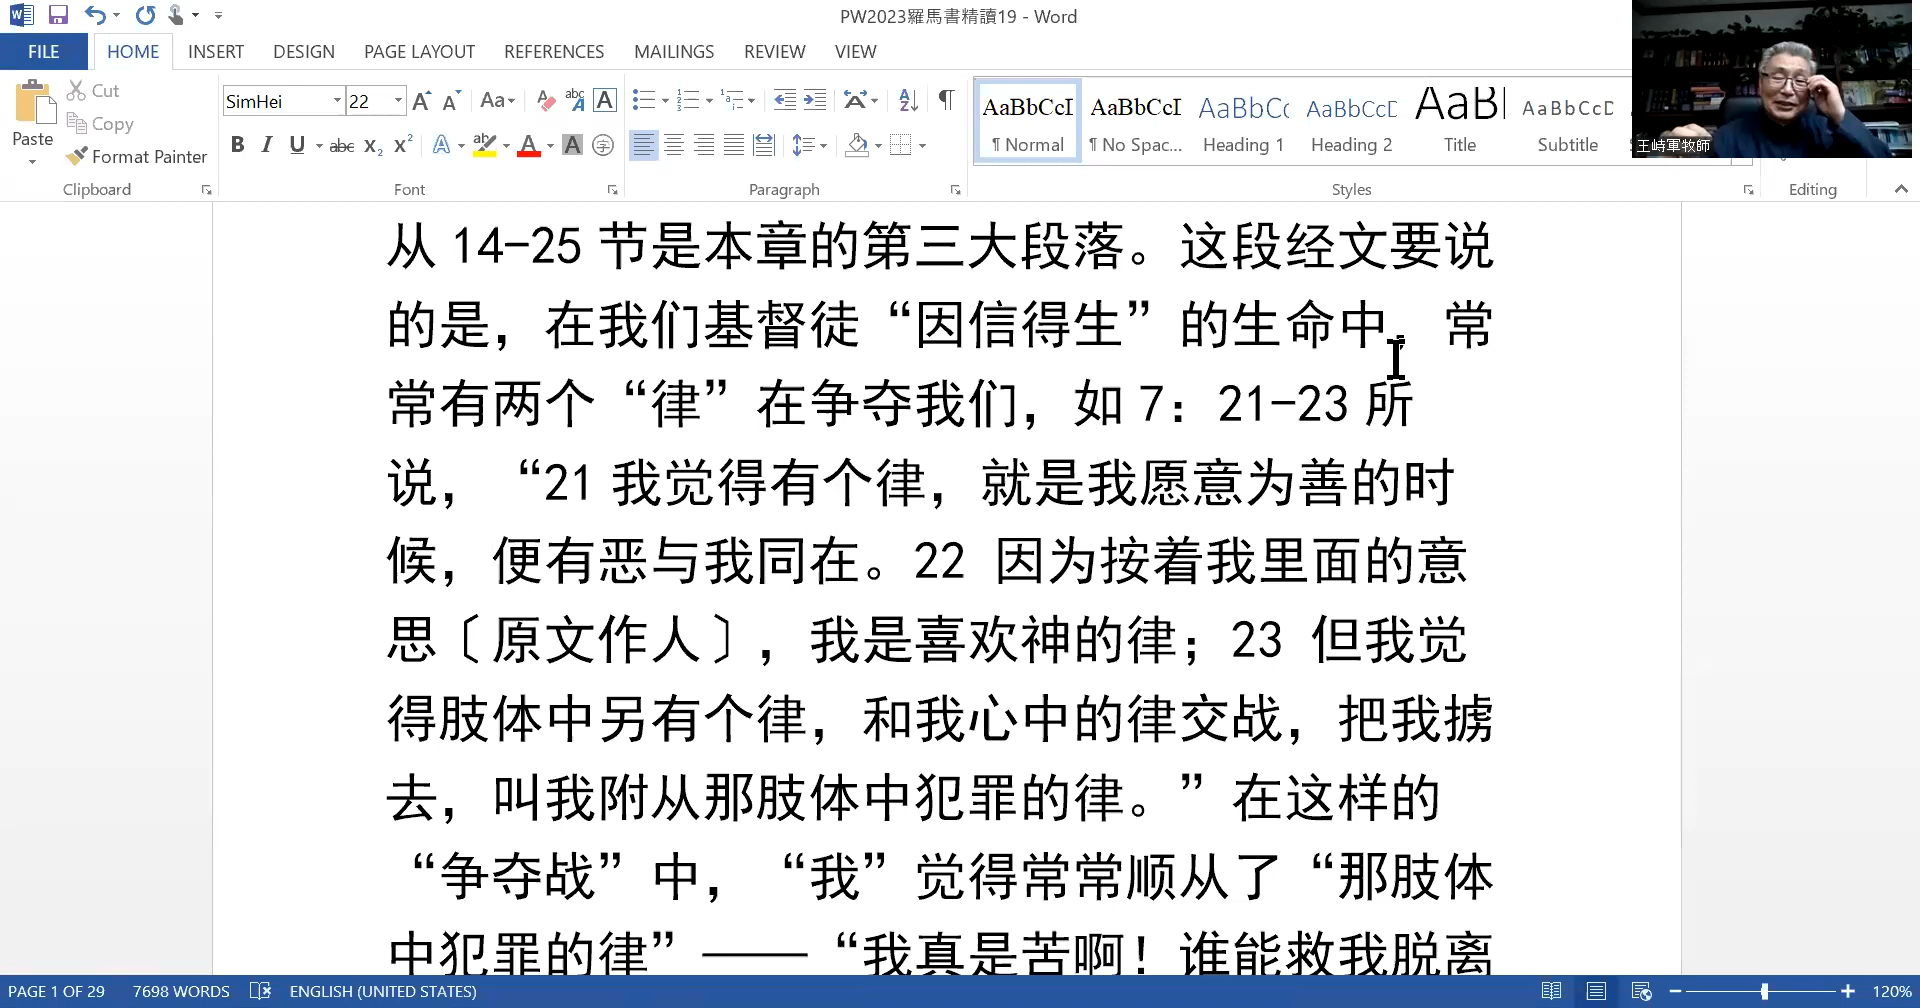 PW2023羅馬書精讀19 - Word
FILE HOME INSERT DESIGN PAGE LAYOUT REFERENCES MAILINGS REVIEW VIEW
Cut
Copy
Format Painter
Paste
Clipboard
SimHei 22
Font
Paragraph
AaBbCcI AaBbCcI AaBbCc AaBbCcD AaBl AaBbCcD
¶ Normal ¶ No Spac... Heading 1 Heading 2 Title Subtitle
Styles
Editing
王峙軍牧師
从 14-25 节是本章的第三大段落。这段经文要说
的是，在我们基督徒“因信得生”的生命中，常
常有两个“律”在争夺我们，如 7：21-23 所
说，“21 我觉得有个律，就是我愿意为善的时
候，便有恶与我同在。22 因为按着我里面的意
思〔原文作人〕，我是喜欢神的律；23 但我觉
得肢体中另有个律，和我心中的律交战，把我掳
去，叫我附从那肢体中犯罪的律。”在这样的
“争夺战”中，“我”觉得常常顺从了“那肢体
中犯罪的律”——“我真是苦啊！谁能救我脱离
PAGE 1 OF 29 7698 WORDS ENGLISH (UNITED STATES) 120%